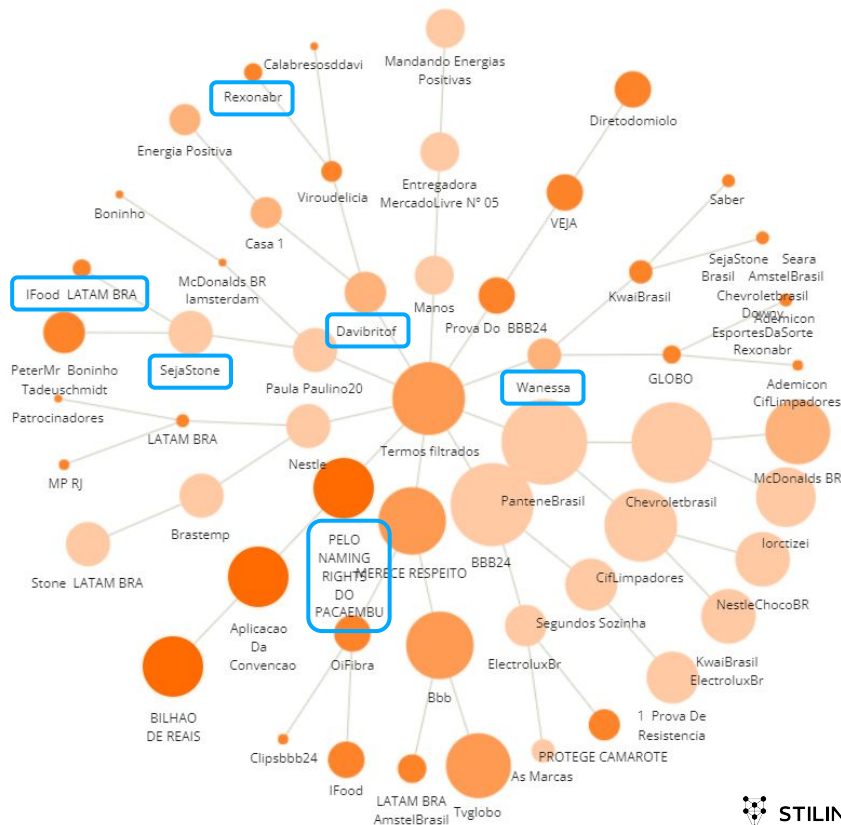 Mandando Energias
Positivas
Calabresosddavi
Rexonabr
Diretodomiolo
Energia Positiva
Entregadora
MercadoLivre Nº 05
Viroudelicia
Saber
VEJA
Boninho
Casa 1
SejaStone Seara
Brasil AmstelBrasil
Chevroletbrasil
Downy
Ademicon
EsportesDaSorte
Rexonabr
KwaiBrasil
McDonalds BR
Iamsterdam
IFood LATAM BRA
Manos
Prova Do BBB24
Davibritof
PeterMr Boninho
Tadeuschmidt
SejaStone
Paula Paulino20
Wanessa
GLOBO
Ademicon
CifLimpadores
Patrocinadores
LATAM BRA
Nestle
Termos filtrados
MP RJ
PanteneBrasil
Chevroletbrasil
McDonalds BR
Brastemp
PELO
NAMING
RIGHTS
DO
PACAEMBU
MERECE RESPEITO
BBB24
CifLimpadores
Iorctizei
Stone LATAM BRA
NestleChocoBR
Aplicacao
Da
Convencao
OiFibra
ElectroluxBr
Segundos Sozinha
KwaiBrasil
ElectroluxBr
Bbb
BILHAO
DE REAIS
1 Prova De
Resistencia
Clipsbbb24
IFood
LATAM BRA
AmstelBrasil
Tvglobo
As Marcas
PROTEGE CAMAROTE
STILIN